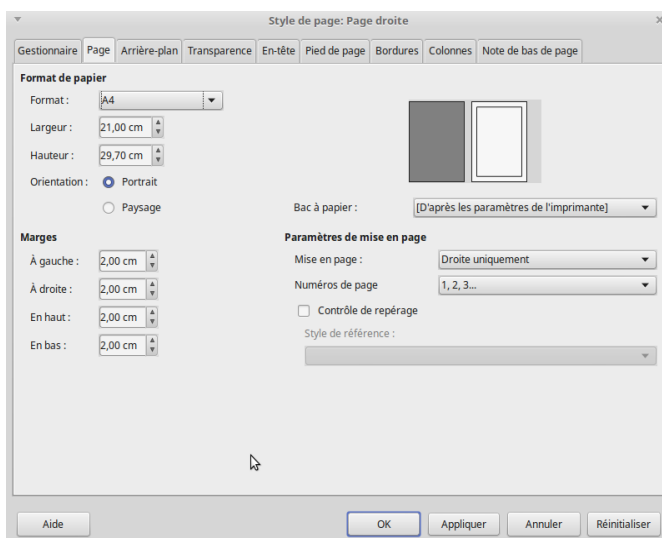 Style de page: Page droite
Gestionnaire Page Arrière-plan Transparence En-tête Pied de page Bordures Colonnes Note de bas de page
Format de papier
Format : A4
Largeur : 21,00 cm
Hauteur : 29,70 cm
Orientation : Portrait
Paysage
Bac à papier : [D'après les paramètres de l'imprimante]
Marges
À gauche : 2,00 cm
À droite : 2,00 cm
En haut : 2,00 cm
En bas : 2,00 cm
Paramètres de mise en page
Mise en page : Droite uniquement
Numéros de page 1, 2, 3...
Contrôle de repérage
Style de référence :
Aide OK Appliquer Annuler Réinitialiser